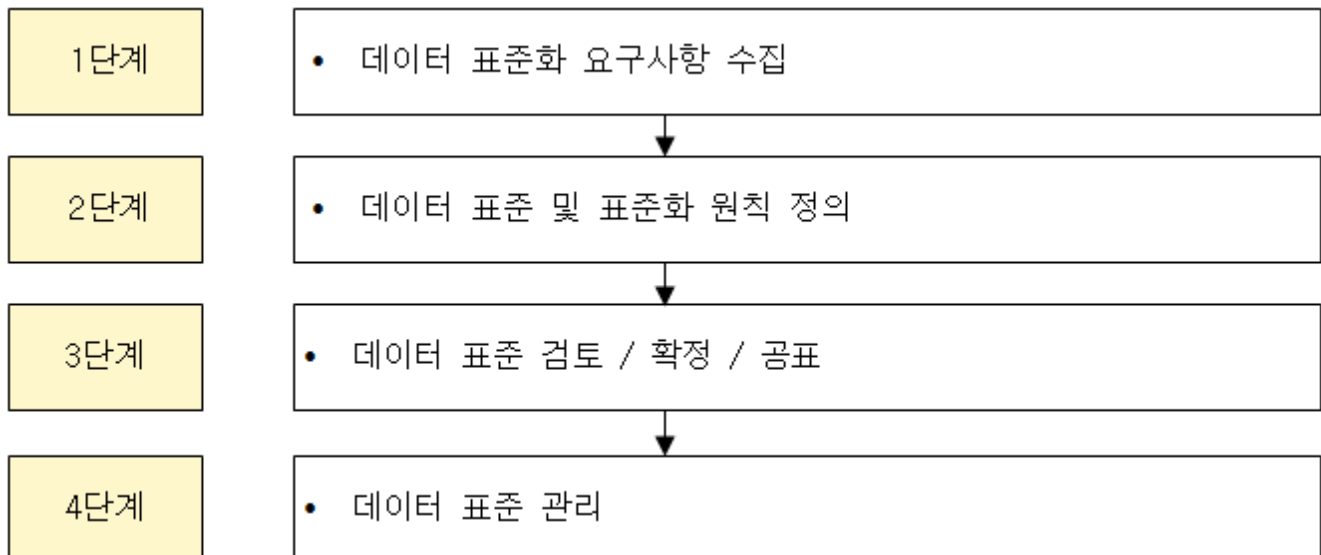 1단계
• 데이터 표준화 요구사항 수집
2단계
• 데이터 표준 및 표준화 원칙 정의
3단계
• 데이터 표준 검토 / 확정 / 공표
4단계
• 데이터 표준 관리